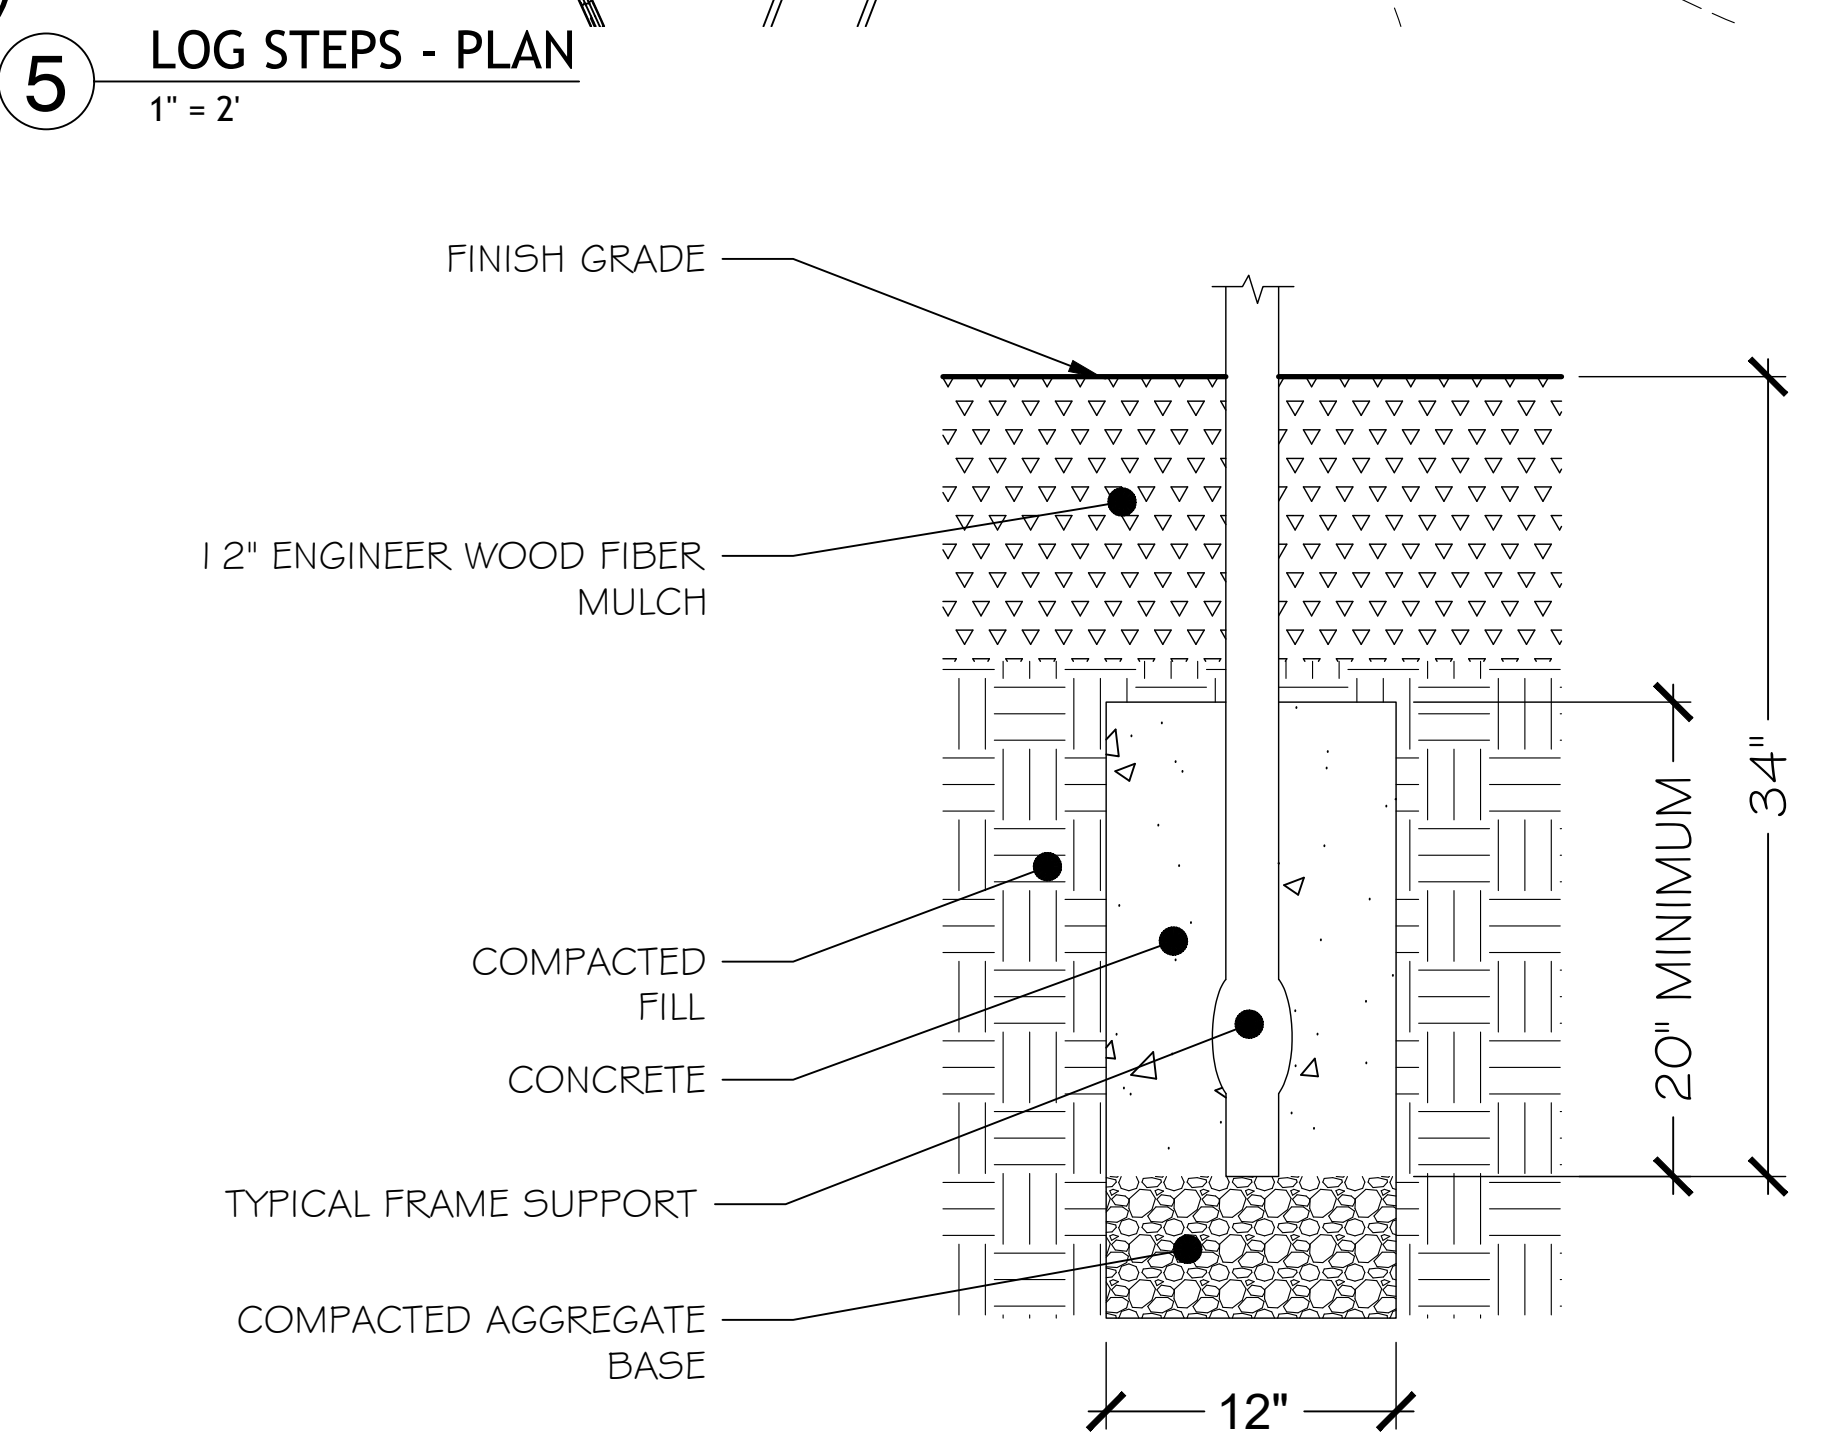 5
LOG STEPS - PLAN
1" = 2'
FINISH GRADE
12" ENGINEER WOOD FIBER
MULCH
34"
20" MINIMUM
COMPACTED
FILL
CONCRETE
TYPICAL FRAME SUPPORT
COMPACTED AGGREGATE
BASE
12"